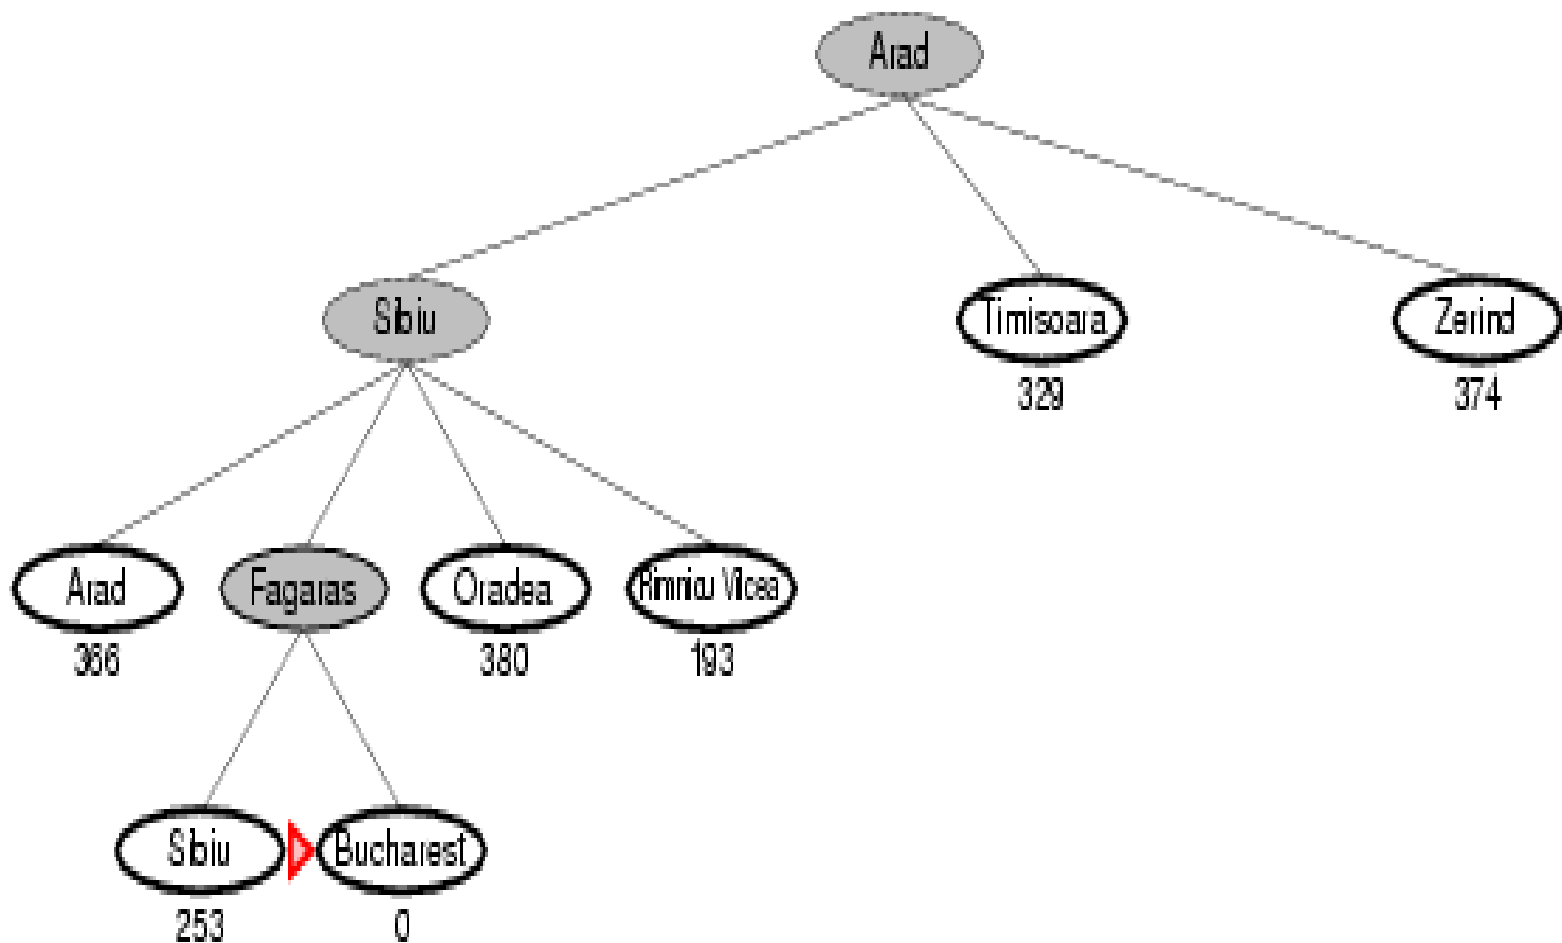 Arad
Sibiu
Timisoara
Zerind
329
374
Arad
Fagaras
Oradea
Rimnicu Vilcea
366
380
193
Sibiu
Bucharest
253
0